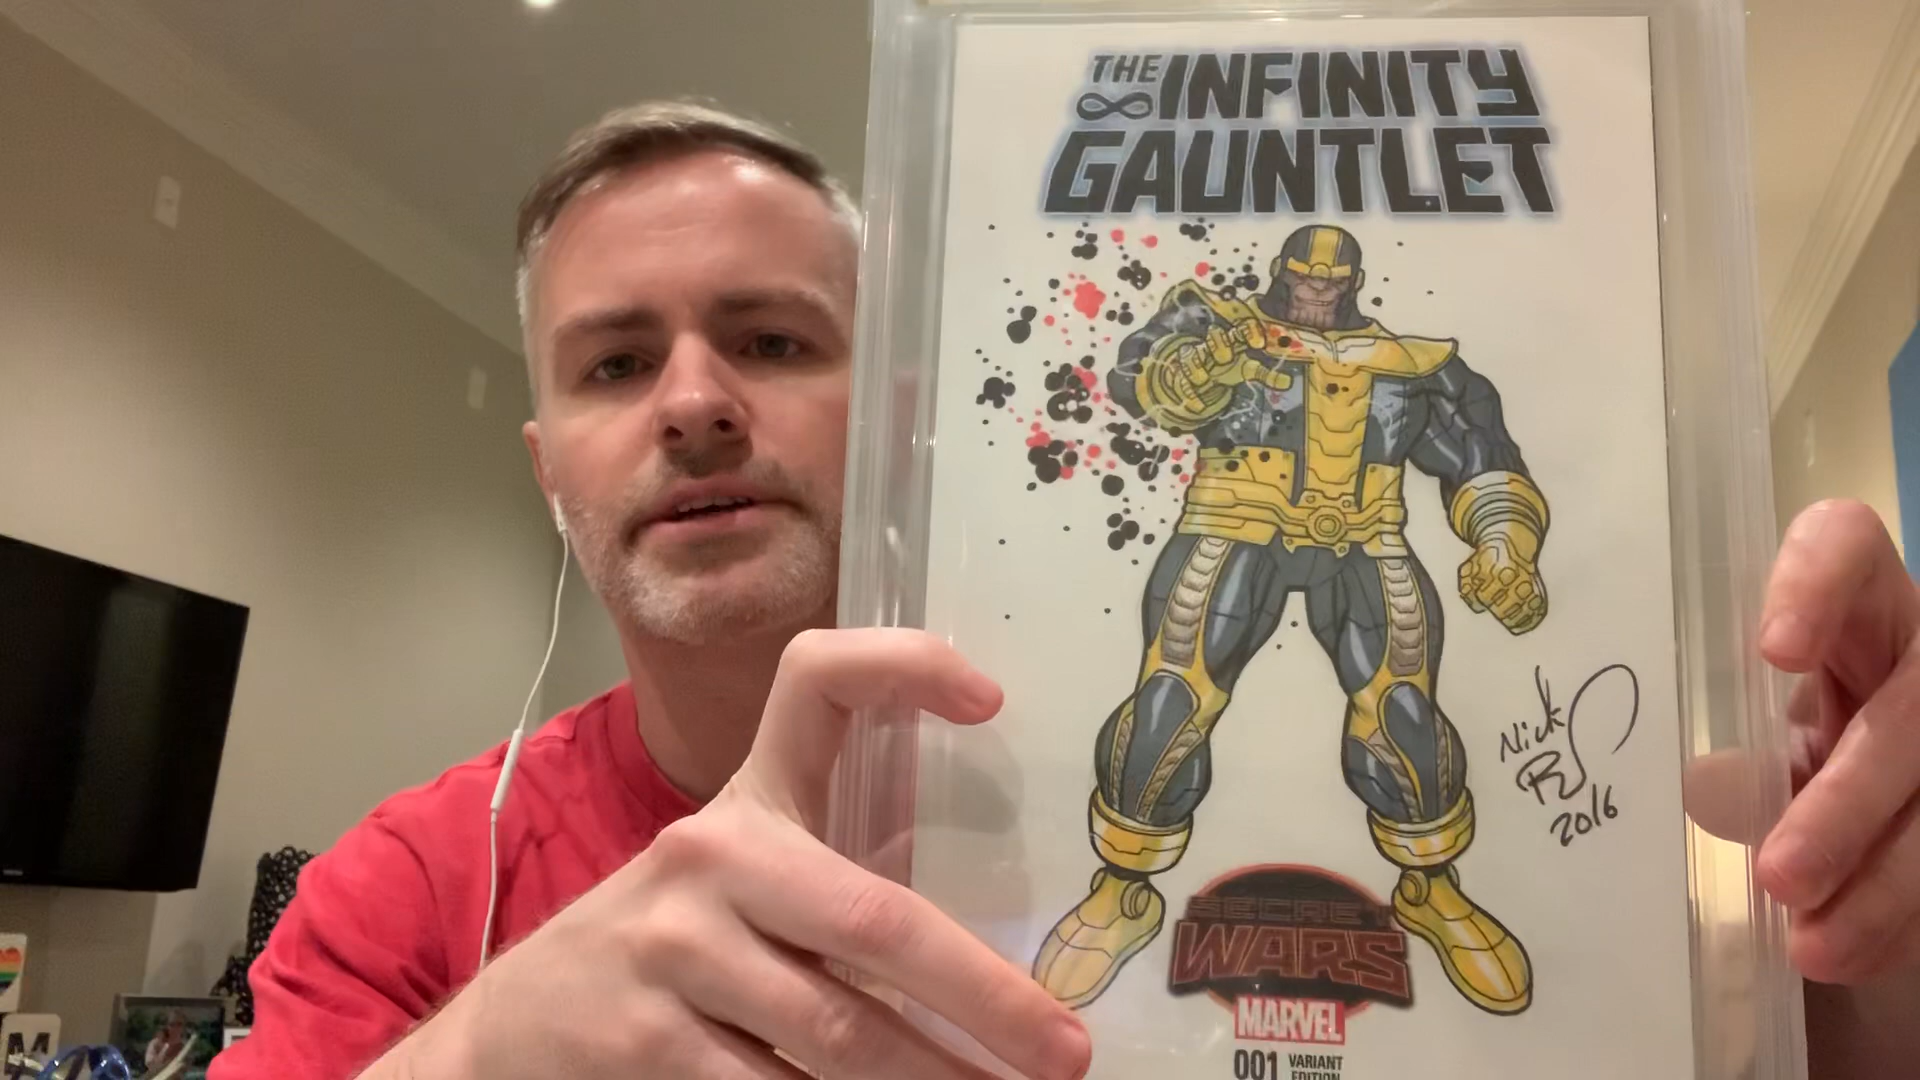 THE
INFINITY
GAUNTLET
Nick
2016
SECRET
WARS
MARVEL
001 VARIANT
EDITION
M